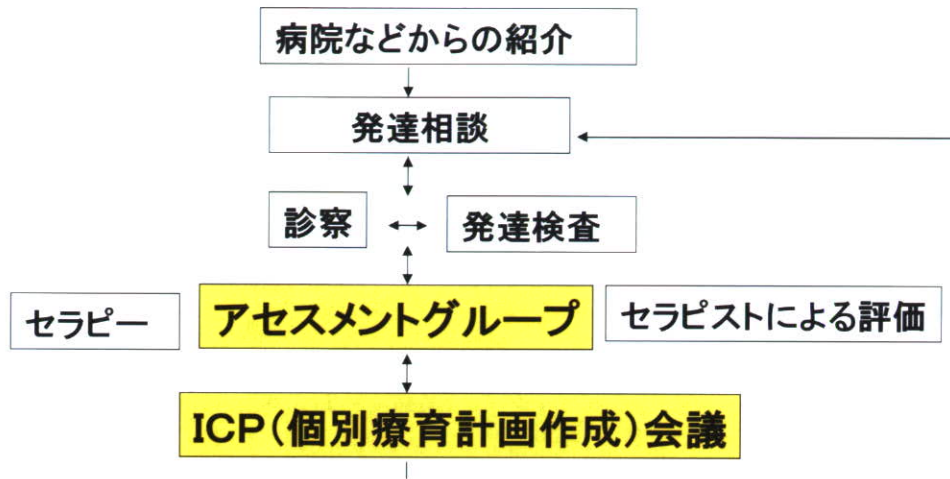 病院などからの紹介
発達相談
診察
発達検査
セラピー
アセスメントグループ
セラピストによる評価
ICP(個別療育計画作成)会議